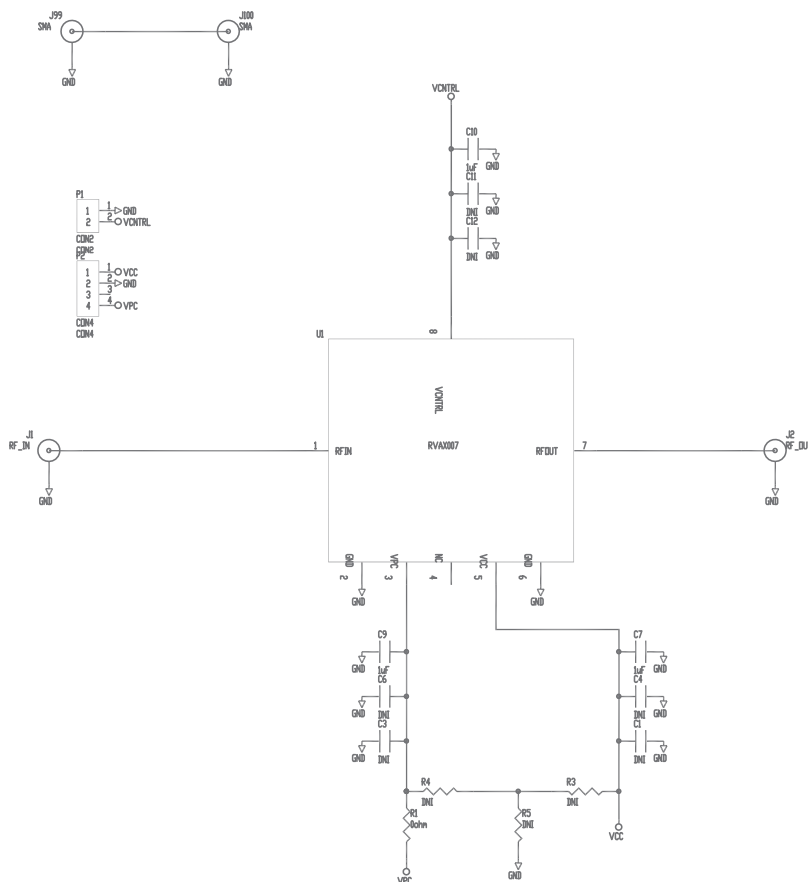 J99
SMA
GND
J100
SMA
GND
VCNTRL
C10
1uF
GND
C11
DNI
GND
C12
DNI
GND
P1
1
2
1
2
GND
VCNTRL
CON2
CON2
P2
1
2
3
4
1
2
3
4
VCC
GND
VPC
CON4
CON4
U1
8
VCNTRL
J1
RF_IN
GND
1
RFIN
RVAX007
RFOUT
7
J2
RF_OU
GND
GND
VPC
NC
VCC
GND
2
3
4
5
6
GND
GND
C9
1uF
GND
C6
DNI
GND
C3
DNI
GND
C7
1uF
GND
C4
DNI
GND
C1
DNI
GND
R4
DNI
R3
DNI
R1
0ohm
R5
DNI
VCC
VPC
GND